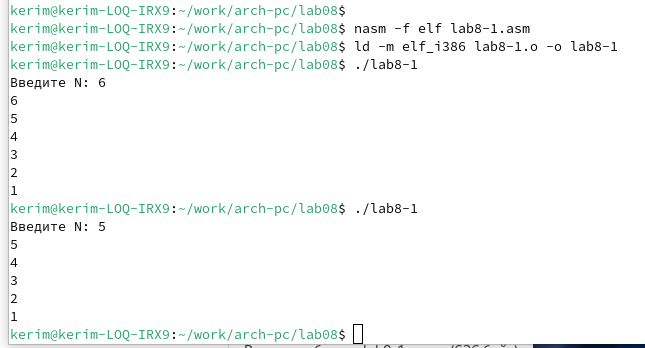 kerim@kerim-LOQ-IRX9:~/work/arch-pc/lab08$
kerim@kerim-LOQ-IRX9:~/work/arch-pc/lab08$ nasm -f elf lab8-1.asm
kerim@kerim-LOQ-IRX9:~/work/arch-pc/lab08$ ld -m elf_i386 lab8-1.o -o lab8-1
kerim@kerim-LOQ-IRX9:~/work/arch-pc/lab08$ ./lab8-1
Введите N: 6
6
5
4
3
2
1
kerim@kerim-LOQ-IRX9:~/work/arch-pc/lab08$ ./lab8-1
Введите N: 5
5
4
3
2
1
kerim@kerim-LOQ-IRX9:~/work/arch-pc/lab08$